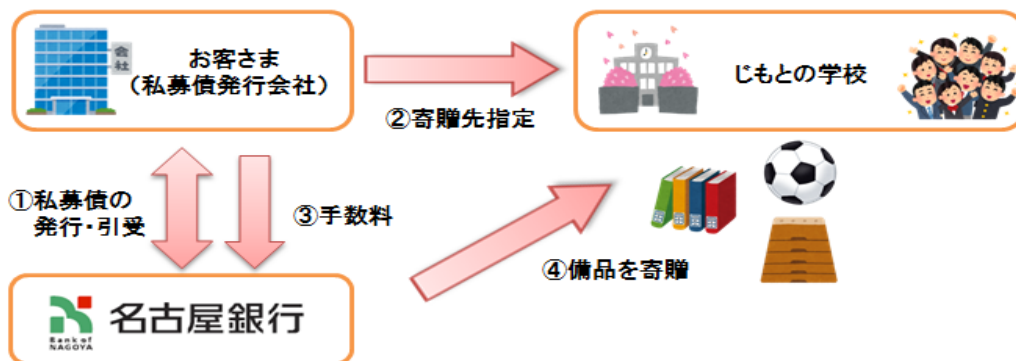 会社
お客さま
（私募債発行会社）
じもとの学校
②寄贈先指定
①私募債の
発行・引受
③手数料
④備品を寄贈
Bank of
NAGOYA
名古屋銀行